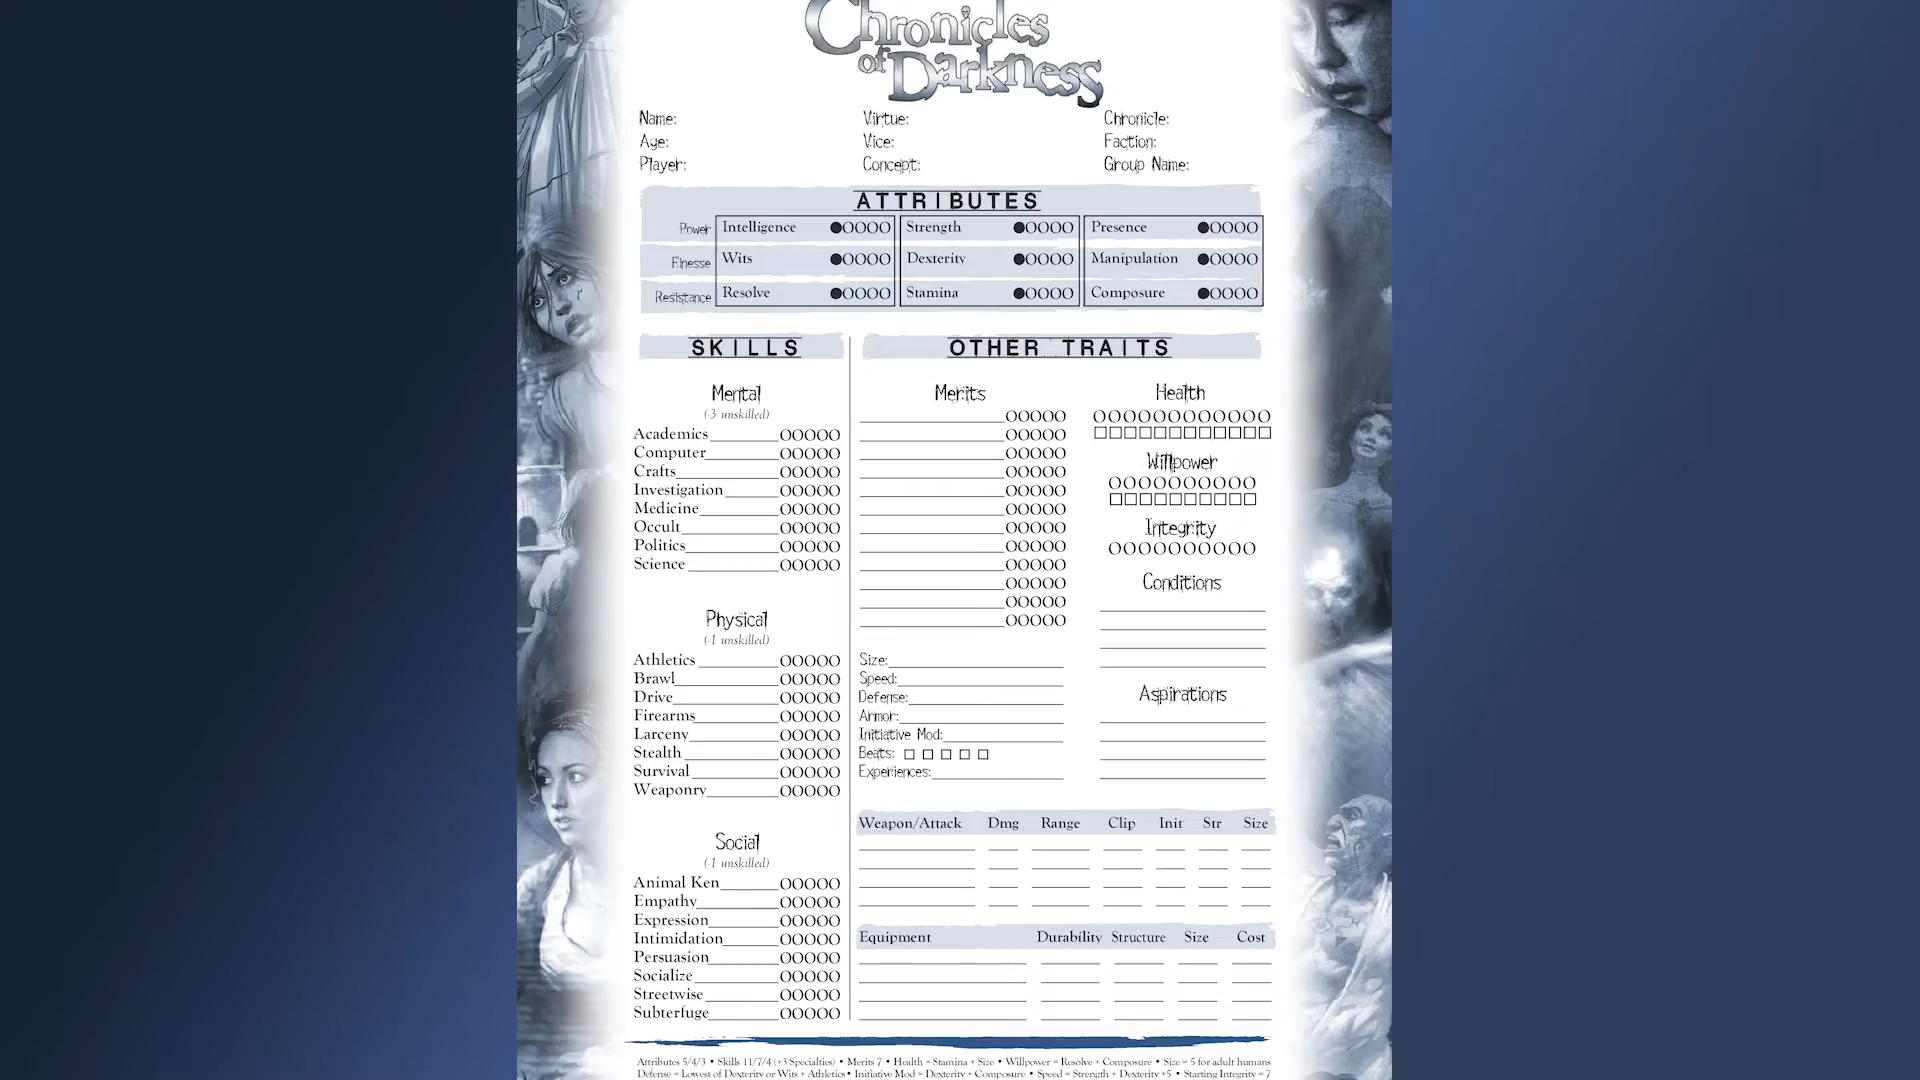 Chronicles
of Darkness
Name: Virtue: Chronicle:
Age: Vice: Faction:
Player: Concept: Group Name:
ATTRIBUTES
Power Intelligence Strength Presence
Finesse Wits Dexterity Manipulation
Resistance Resolve Stamina Composure
SKILLS
Mental
(-3 unskilled)
Academics
Computer
Crafts
Investigation
Medicine
Occult
Politics
Science
Physical
(-1 unskilled)
Athletics
Brawl
Drive
Firearms
Larceny
Stealth
Survival
Weaponry
Social
(-1 unskilled)
Animal Ken
Empathy
Expression
Intimidation
Persuasion
Socialize
Streetwise
Subterfuge
OTHER TRAITS
Merits
Size:
Speed:
Defense:
Armor:
Initiative Mod:
Beats:
Experiences:
Health
Willpower
Integrity
Conditions
Aspirations
Weapon/Attack Dmg Range Clip Init Str Size
Equipment Durability Structure Size Cost
Attributes 5/4/3 • Skills 11/7/4 (+3 Specialties) • Merits 7 • Health = Stamina + Size • Willpower = Resolve + Composure • Size = 5 for adult humans
Defense = Lowest of Dexterity or Wits + Athletics • Initiative Mod = Dexterity + Composure • Speed = Strength + Dexterity +5 • Starting Integrity = 7